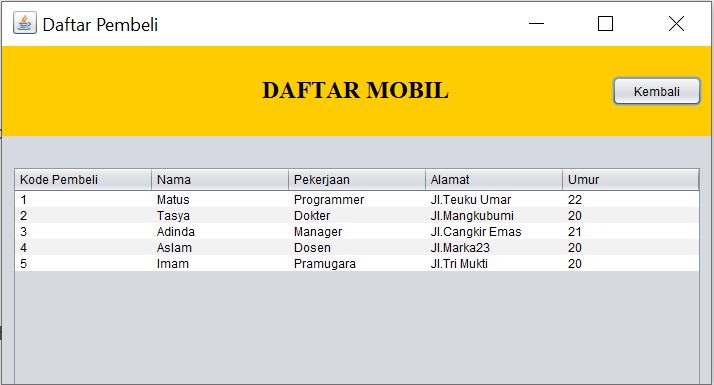 Daftar Pembeli
DAFTAR MOBIL
Kembali
Kode Pembeli Nama Pekerjaan Alamat Umur
1 Matus Programmer Jl.Teuku Umar 22
2 Tasya Dokter Jl.Mangkubumi 20
3 Adinda Manager Jl.Cangkir Emas 21
4 Aslam Dosen Jl.Marka23 20
5 Imam Pramugara Jl.Tri Mukti 20